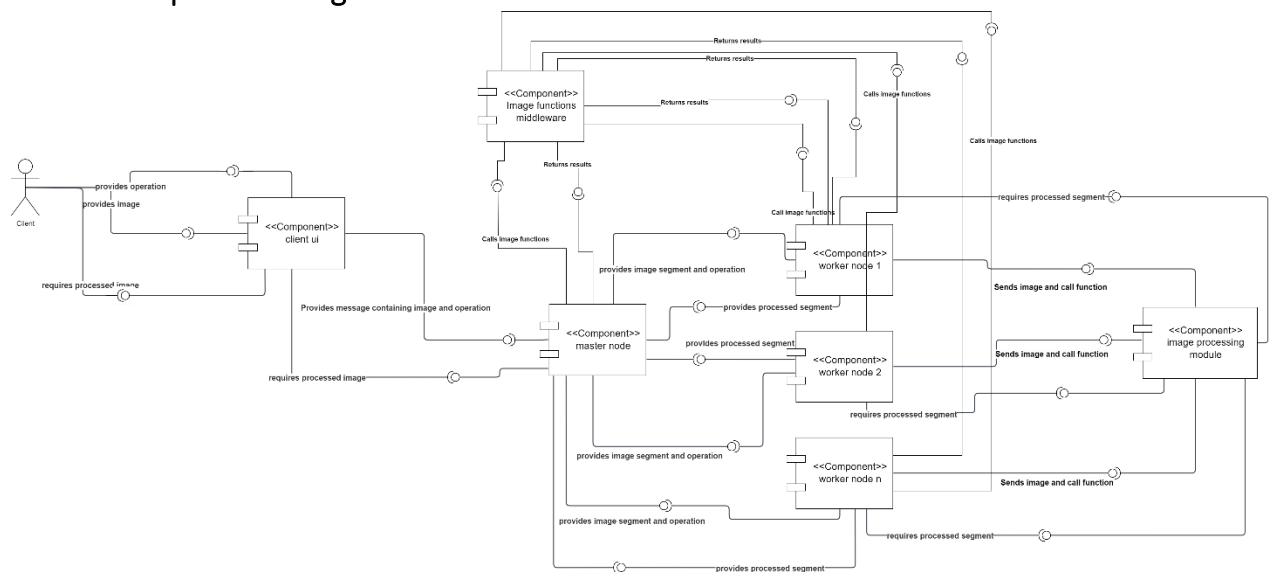 Returns results
Returns results
Calls image functions
<<Component>>
Image functions
middleware
Returns results
Calls image functions
Returns results
provides operation
provides image
Client
<<Component>>
client ui
requires processed segment
Call image functions
Calls image functions
<<Component>>
worker node 1
provides image segment and operation
requires processed image
Sends image and call function
Provides message containing image and operation
provides processed segment
<<Component>>
master node
<<Component>>
image processing
module
provides processed segment
<<Component>>
worker node 2
Sends image and call function
requires processed image
requires processed segment
provides image segment and operation
<<Component>>
worker node n
Sends image and call function
provides image segment and operation
requires processed segment
provides processed segment